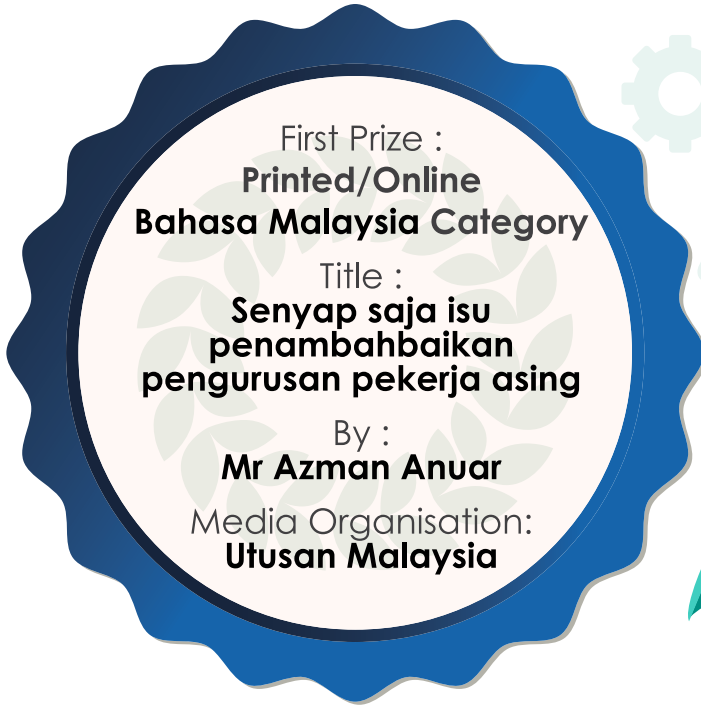 First Prize :
Printed/Online
Bahasa Malaysia Category
Title :
Senyap saja isu
penambahbaikan
pengurusan pekerja asing
By :
Mr Azman Anuar
Media Organisation:
Utusan Malaysia